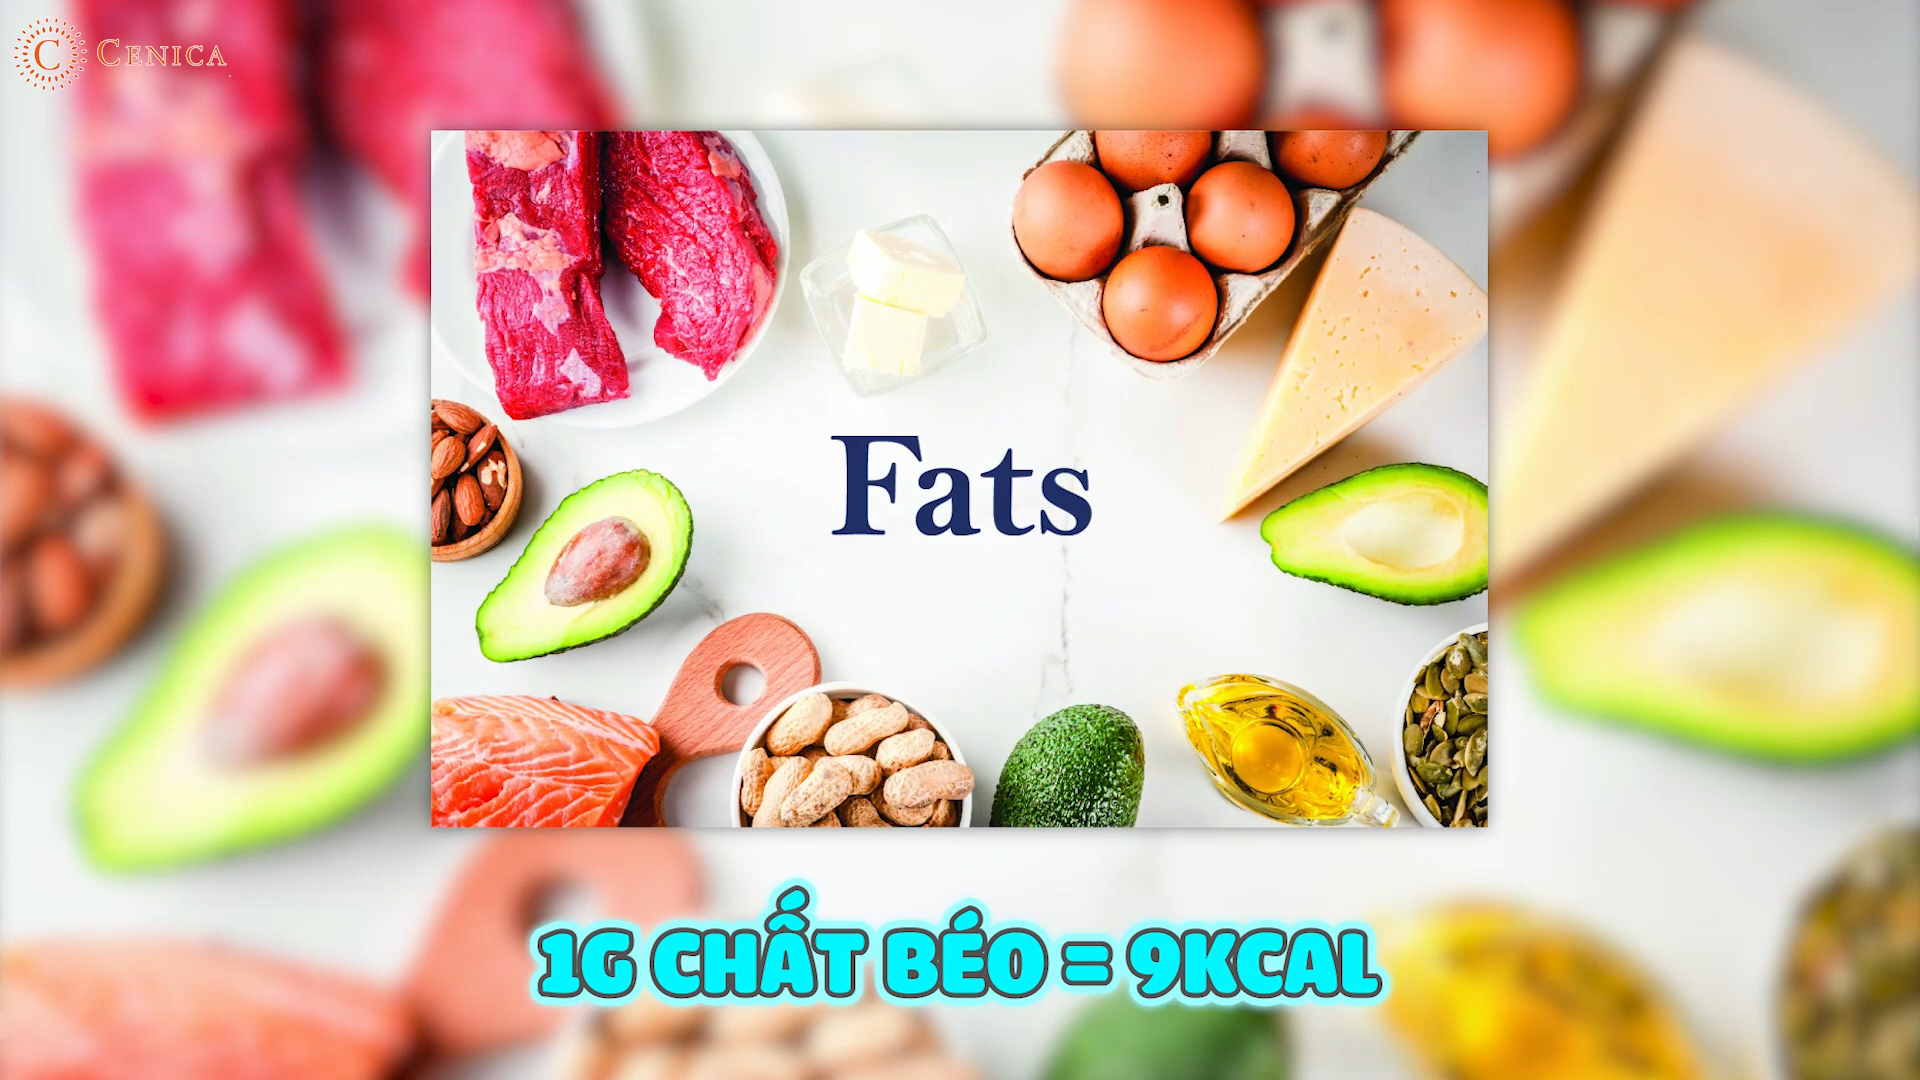 C CENICA
Fats
1G CHẤT BÉO = 9KCAL